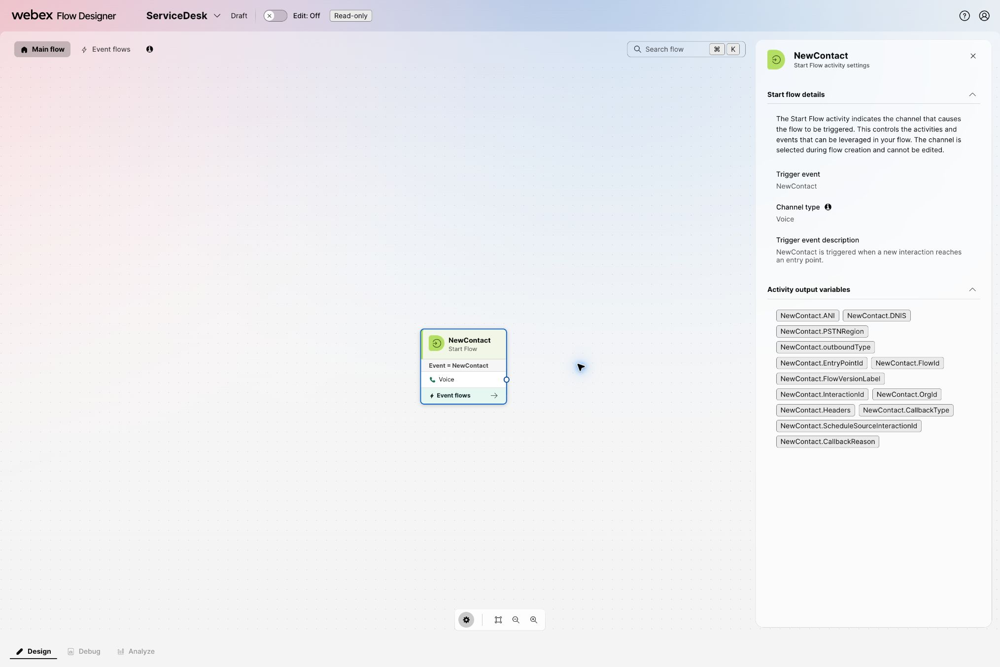 webex Flow Designer
ServiceDesk
Draft
Edit: Off
Read-only
Main flow
Event flows
Search flow
⌘
K
NewContact
Start Flow
Event = NewContact
Voice
Event flows
NewContact
Start Flow activity settings
Start flow details
The Start Flow activity indicates the channel that causes
the flow to be triggered. This controls the activities and
events that can be leveraged in your flow. The channel is
selected during flow creation and cannot be edited.
Trigger event
NewContact
Channel type
Voice
Trigger event description
NewContact is triggered when a new interaction reaches
an entry point.
Activity output variables
NewContact.ANI NewContact.DNIS
NewContact.PSTNRegion
NewContact.outboundType
NewContact.EntryPointId NewContact.FlowId
NewContact.FlowVersionLabel
NewContact.InteractionId NewContact.OrgId
NewContact.Headers NewContact.CallbackType
NewContact.ScheduleSourceInteractionId
NewContact.CallbackReason
Design
Debug
Analyze